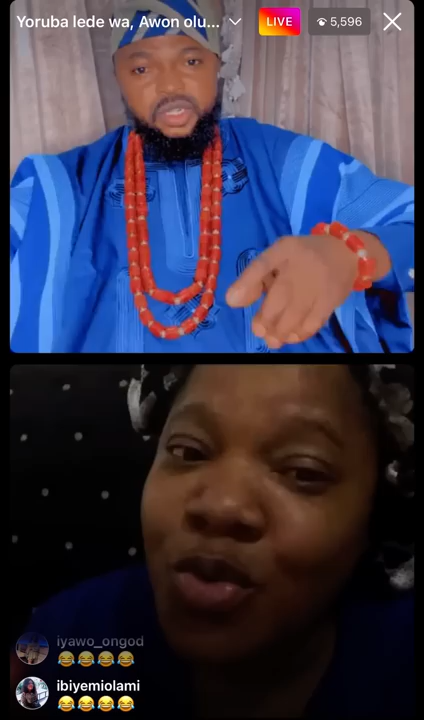 Yoruba lede wa, Awon olu...
LIVE
5,596
iyawo_ongod
😂😂😂😂
ibiyemiolami
😂😂😂😂